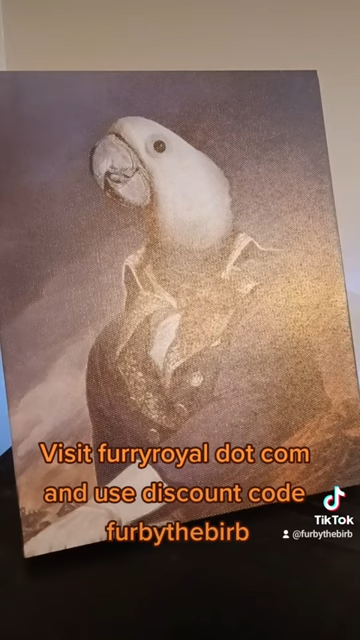 Visit furryroyal dot com
and use discount code
furbythebirb
TikTok
@furbythebirb